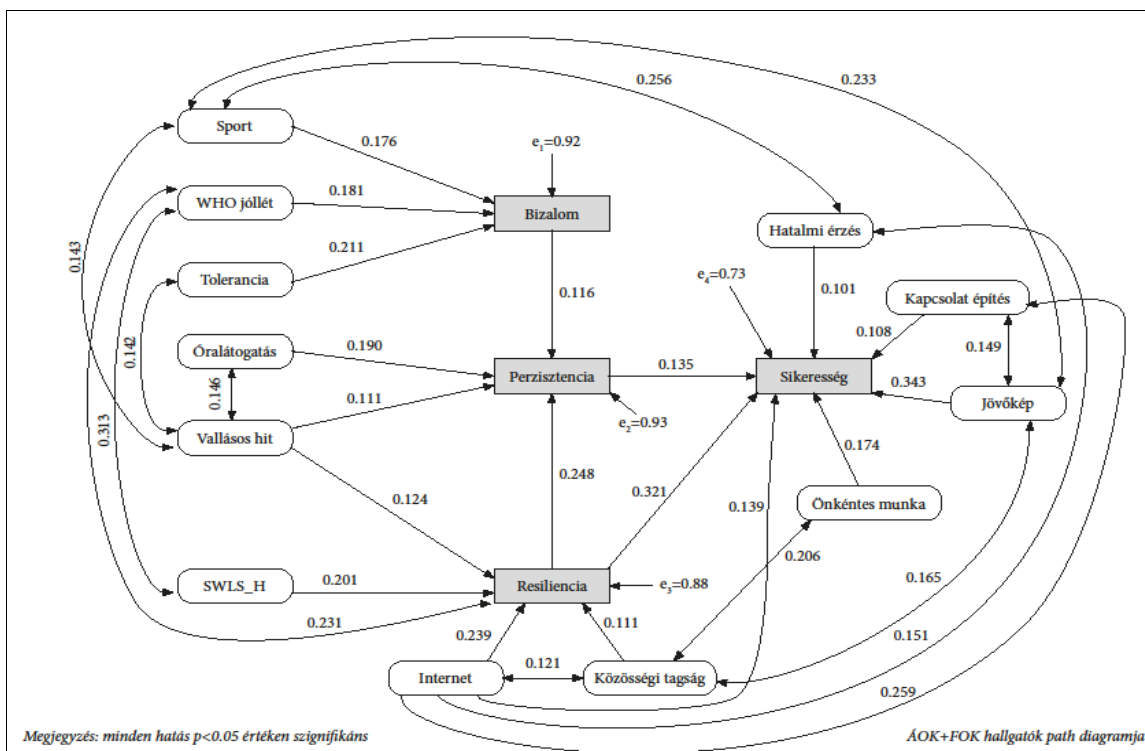 0.256
0.233
Sport
0.176
e1=0.92
WHO jóllét
0.181
Bizalom
0.143
0.211
Hatalmi érzés
Tolerancia
e4=0.73
0.116
0.101
Kapcsolat építés
0.142
Óralátogatás
0.190
0.108
0.149
0.146
Perzisztencia
0.135
Sikeresség
0.343
Jövőkép
0.111
e2=0.93
0.313
Vallásos hit
0.174
0.248
0.321
0.124
0.139
Önkéntes munka
0.206
SWLS_H
0.201
Resiliencia
e3=0.88
0.165
0.231
0.239
0.111
0.151
0.121
Internet
Közösségi tagság
0.259
Megjegyzés: minden hatás p<0.05 értéken szignifikáns
ÁOK+FOK hallgatók path diagramja